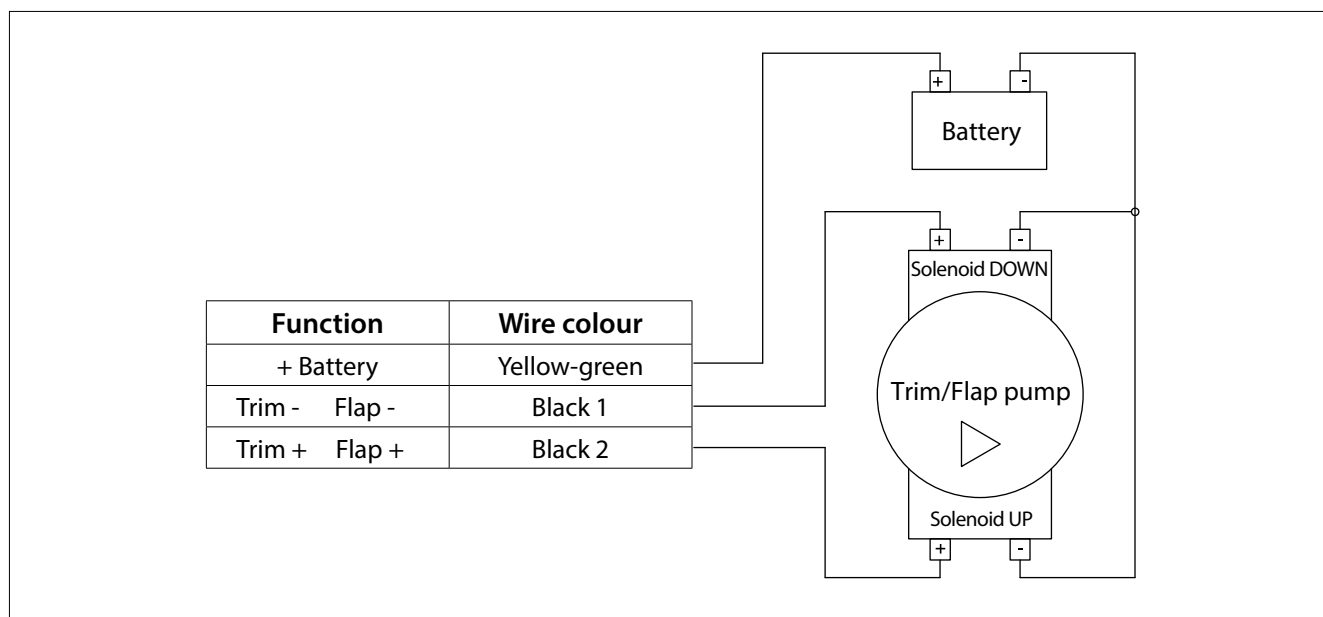 + -
Battery
+ -
Solenoid DOWN
Function Wire colour
+ Battery Yellow-green
Trim - Flap - Black 1
Trim + Flap + Black 2
Trim/Flap pump
Solenoid UP
+ -